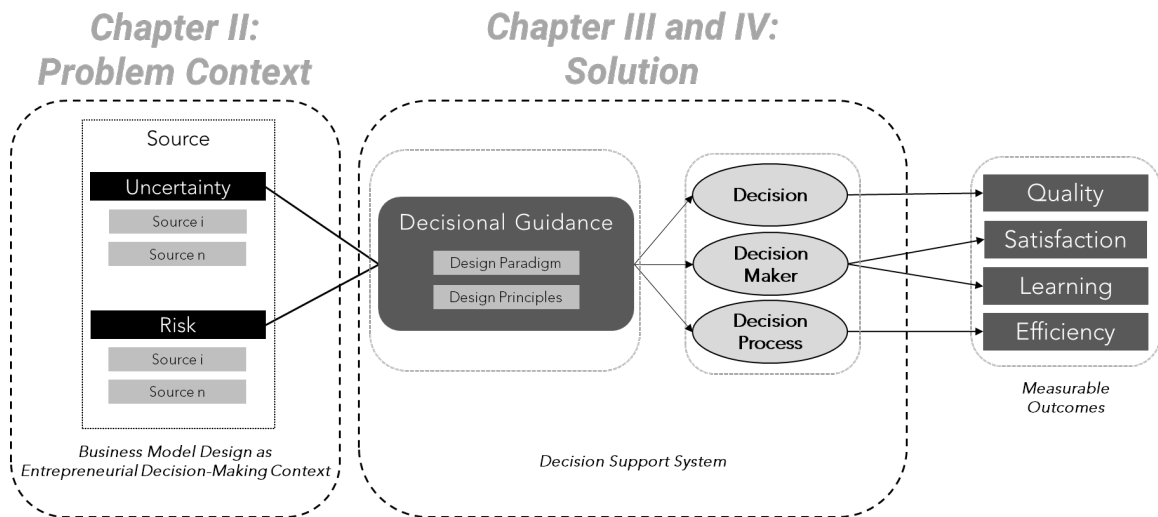 Chapter II:
Problem Context
Chapter III and IV:
Solution
Source
Uncertainty
Source i
Source n
Risk
Source i
Source n
Business Model Design as
Entrepreneurial Decision-Making Context
Decisional Guidance
Design Paradigm
Design Principles
Decision
Decision
Maker
Decision
Process
Decision Support System
Quality
Satisfaction
Learning
Efficiency
Measurable
Outcomes